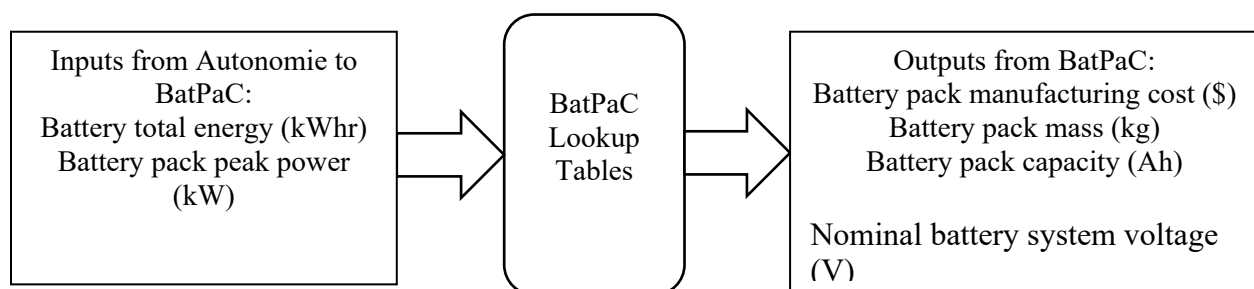 Inputs from Autonomie to
BatPaC:
Battery total energy (kWhr)
Battery pack peak power
(kW)
BatPaC
Lookup
Tables
Outputs from BatPaC:
Battery pack manufacturing cost ($)
Battery pack mass (kg)
Battery pack capacity (Ah)
Nominal battery system voltage
(V)